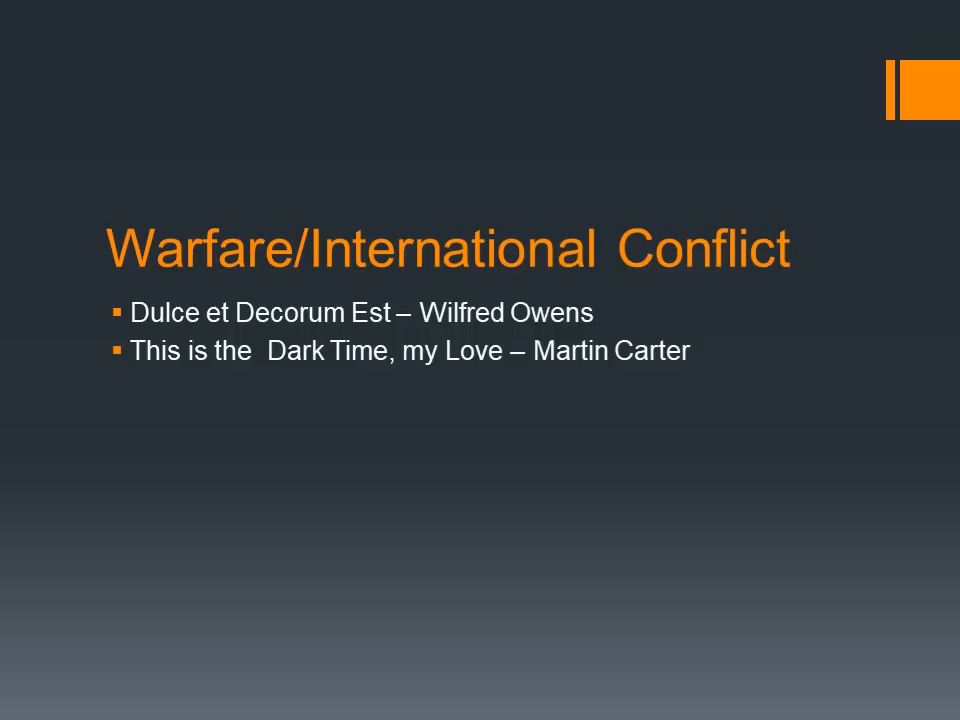 Warfare/International Conflict
▪ Dulce et Decorum Est – Wilfred Owens
▪ This is the  Dark Time, my Love – Martin Carter